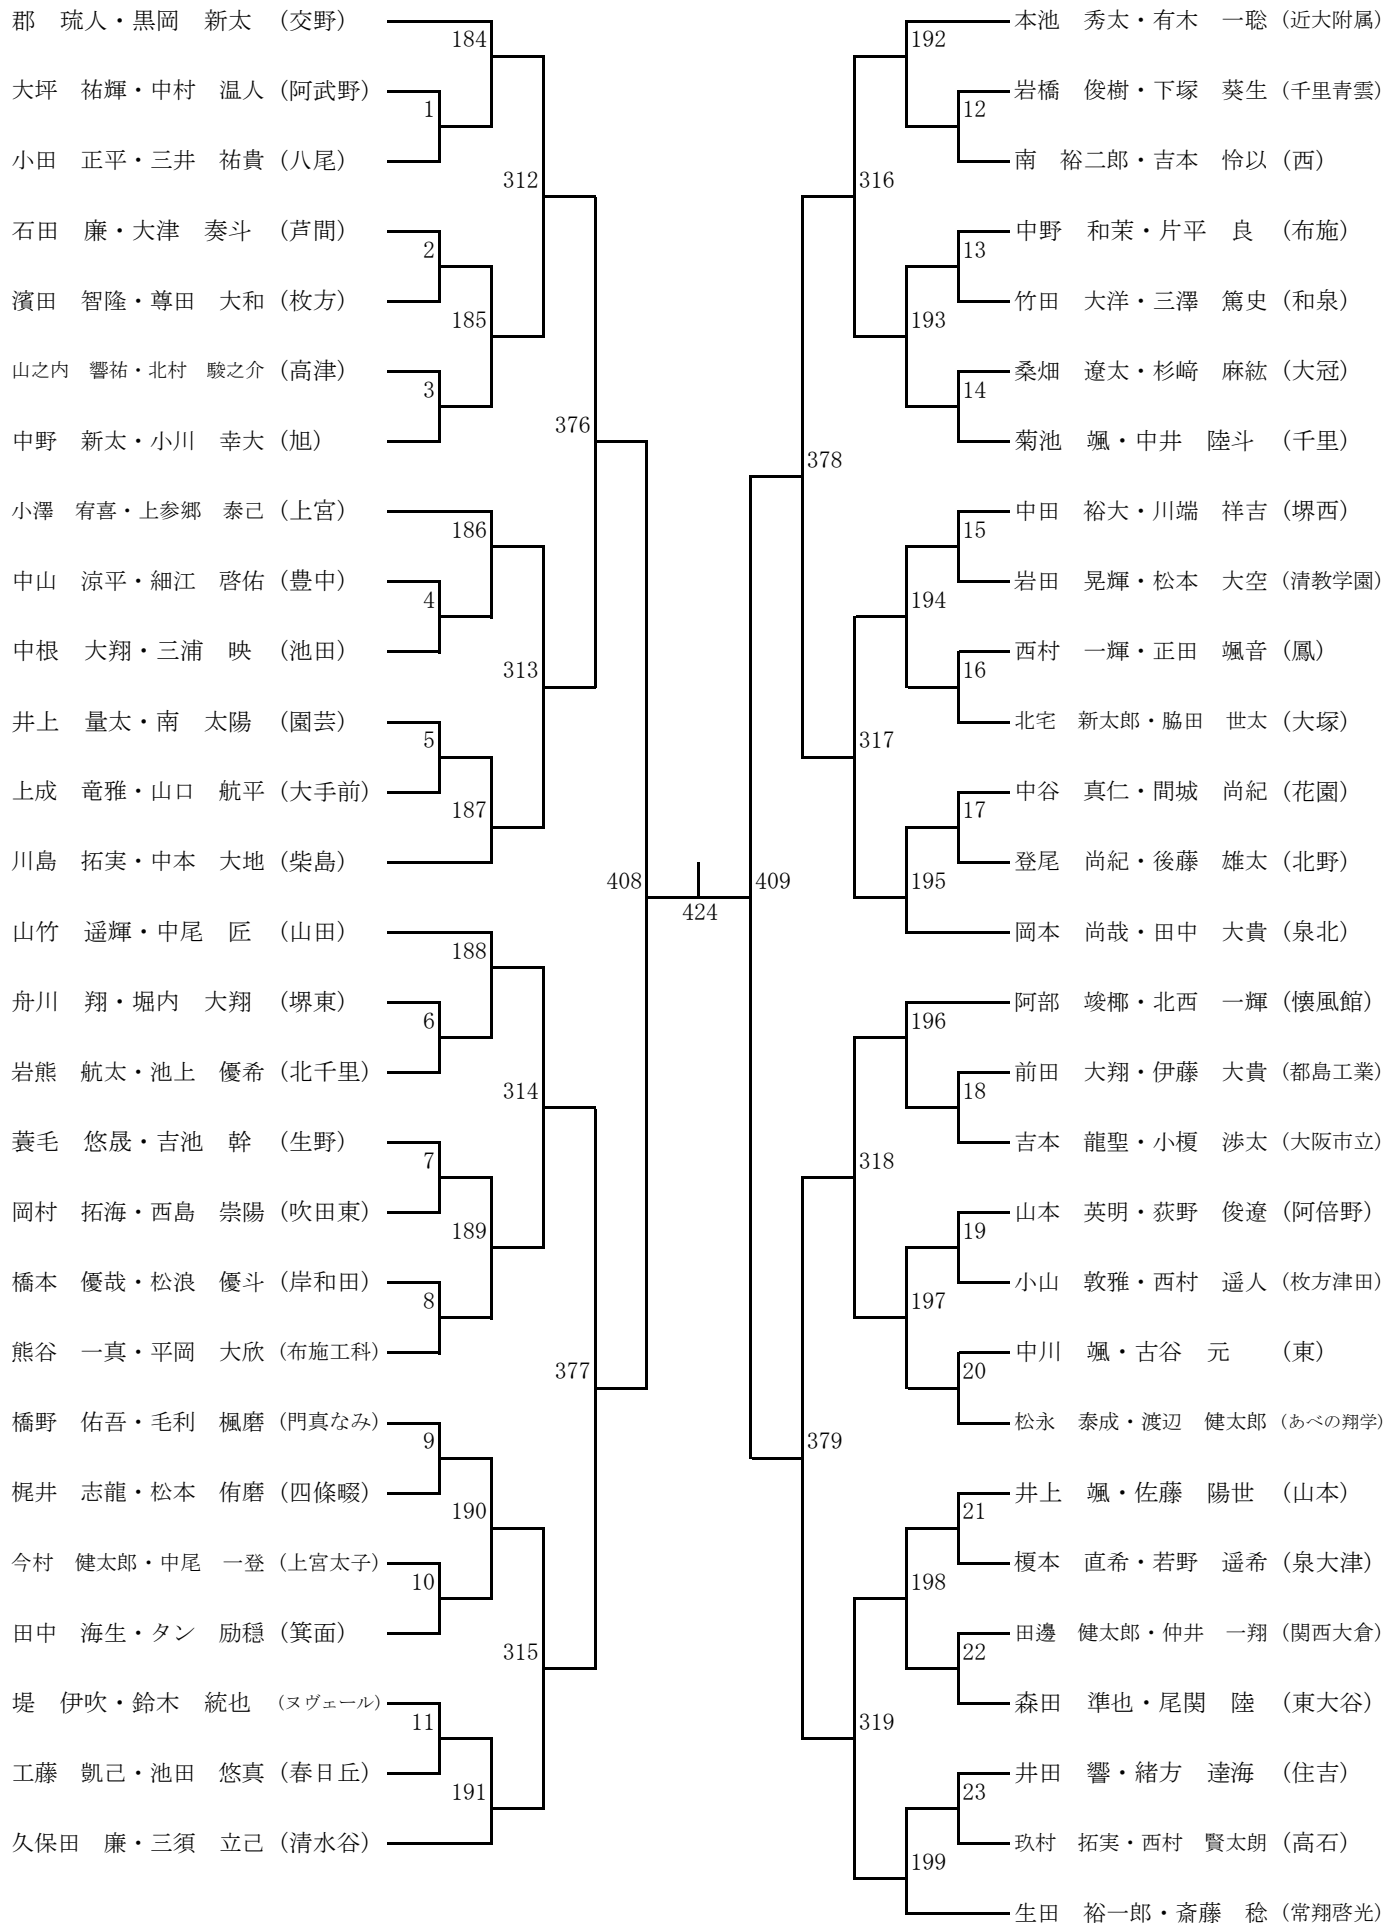 郡　琉人・黒岡　新太　(交野)
184
大坪　祐輝・中村　温人　(阿武野)
1
小田　正平・三井　祐貴　(八尾)
312
石田　廉・大津　奏斗　(芦間)
2
濱田　智隆・尊田　大和　(枚方)
185
山之内　響祐・北村　駿之介　(高津)
3
中野　新太・小川　幸大　(旭)
376
小澤　宥喜・上参郷　泰己　(上宮)
186
中山　涼平・細江　啓佑　(豊中)
4
中根　大翔・三浦　映　(池田)
313
井上　量太・南　太陽　(園芸)
5
上成　竜雅・山口　航平　(大手前)
187
川島　拓実・中本　大地　(柴島)
408
山竹　遥輝・中尾　匠　(山田)
188
舟川　翔・堀内　大翔　(堺東)
6
岩熊　航太・池上　優希　(北千里)
314
蓑毛　悠晟・吉池　幹　(生野)
7
岡村　拓海・西島　崇陽　(吹田東)
189
橋本　優哉・松浪　優斗　(岸和田)
8
熊谷　一真・平岡　大欣　(布施工科)
377
橋野　佑吾・毛利　楓磨　(門真なみ)
9
梶井　志龍・松本　侑磨　(四條畷)
190
今村　健太郎・中尾　一登　(上宮太子)
10
田中　海生・タン　励穏　(箕面)
315
堤　伊吹・鈴木　統也　(ヌヴェール)
11
工藤　凱己・池田　悠真　(春日丘)
191
久保田　廉・三須　立己　(清水谷)
424
本池　秀太・有木　一聡　(近大附属)
192
岩橋　俊樹・下塚　葵生　(千里青雲)
12
南　裕二郎・吉本　怜以　(西)
316
中野　和茉・片平　良　(布施)
13
竹田　大洋・三澤　篤史　(和泉)
193
桑畑　遼太・杉﨑　麻紘　(大冠)
14
菊池　颯・中井　陸斗　(千里)
378
中田　裕大・川端　祥吉　(堺西)
15
岩田　晃輝・松本　大空　(清教学園)
194
西村　一輝・正田　颯音　(鳳)
16
北宅　新太郎・脇田　世太　(大塚)
317
中谷　真仁・間城　尚紀　(花園)
17
登尾　尚紀・後藤　雄太　(北野)
195
409
岡本　尚哉・田中　大貴　(泉北)
阿部　竣椰・北西　一輝　(懐風館)
196
前田　大翔・伊藤　大貴　(都島工業)
18
吉本　龍聖・小榎　渉太　(大阪市立)
318
山本　英明・荻野　俊遼　(阿倍野)
19
小山　敦雅・西村　遥人　(枚方津田)
197
中川　颯・古谷　元　(東)
20
松永　泰成・渡辺　健太郎　(あべの翔学)
379
井上　颯・佐藤　陽世　(山本)
21
榎本　直希・若野　遥希　(泉大津)
198
田邊　健太郎・仲井　一翔　(関西大倉)
22
森田　準也・尾関　陸　(東大谷)
319
井田　響・緒方　達海　(住吉)
23
玖村　拓実・西村　賢太朗　(高石)
199
生田　裕一郎・斎藤　稔　(常翔啓光)